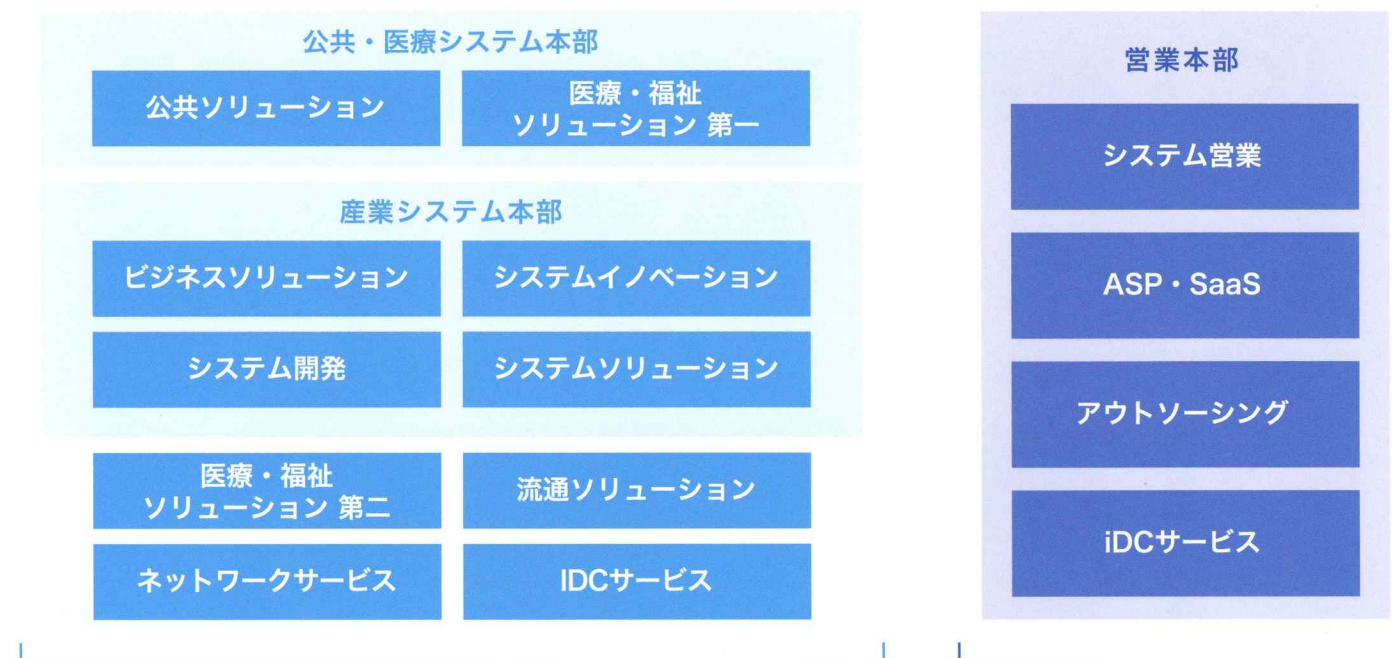 公共・医療システム本部
公共ソリューション
医療・福祉
ソリューション 第一
産業システム本部
ビジネスソリューション
システムイノベーション
システム開発
システムソリューション
医療・福祉
ソリューション 第二
流通ソリューション
ネットワークサービス
IDCサービス
営業本部
システム営業
ASP・SaaS
アウトソーシング
iDCサービス